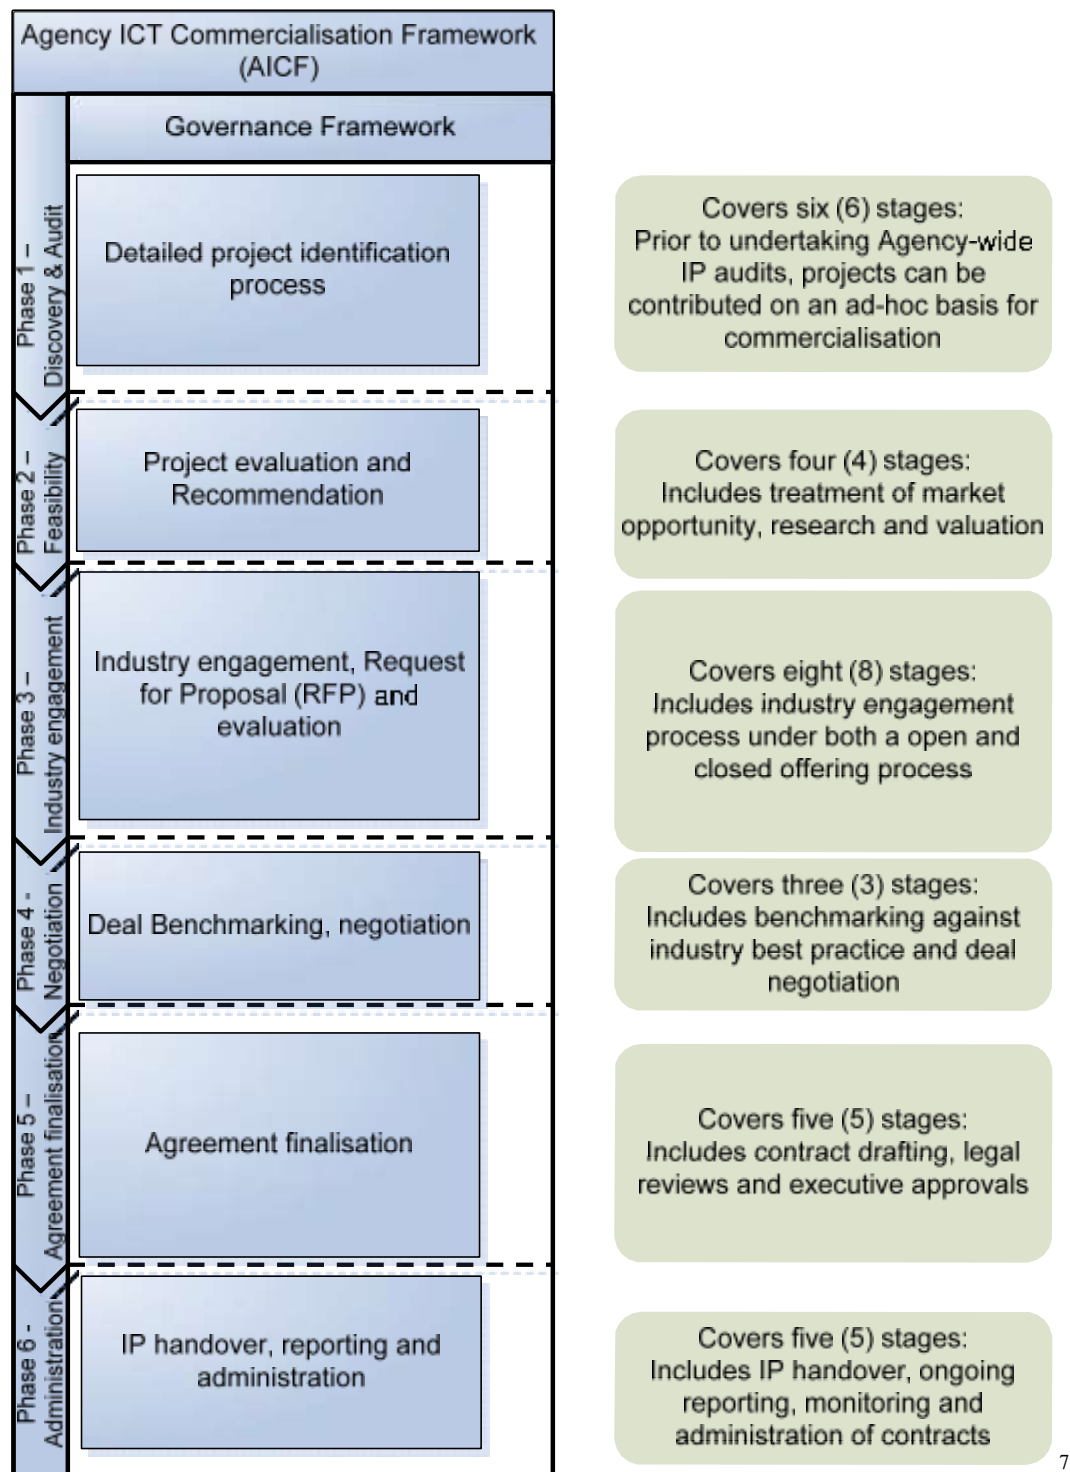 Agency ICT Commercialisation Framework
(AICF)
Governance Framework
Phase 1 –
Discovery & Audit
Detailed project identification
process
Covers six (6) stages:
Prior to undertaking Agency-wide
IP audits, projects can be
contributed on an ad-hoc basis for
commercialisation
Phase 2 –
Feasibility
Project evaluation and
Recommendation
Covers four (4) stages:
Includes treatment of market
opportunity, research and valuation
Phase 3 –
Industry engagement
Industry engagement, Request
for Proposal (RFP) and
evaluation
Covers eight (8) stages:
Includes industry engagement
process under both a open and
closed offering process
Phase 4 -
Negotiation
Deal Benchmarking, negotiation
Covers three (3) stages:
Includes benchmarking against
industry best practice and deal
negotiation
Phase 5 –
Agreement finalisation
Agreement finalisation
Covers five (5) stages:
Includes contract drafting, legal
reviews and executive approvals
Phase 6 -
Administration
IP handover, reporting and
administration
Covers five (5) stages:
Includes IP handover, ongoing
reporting, monitoring and
administration of contracts
7